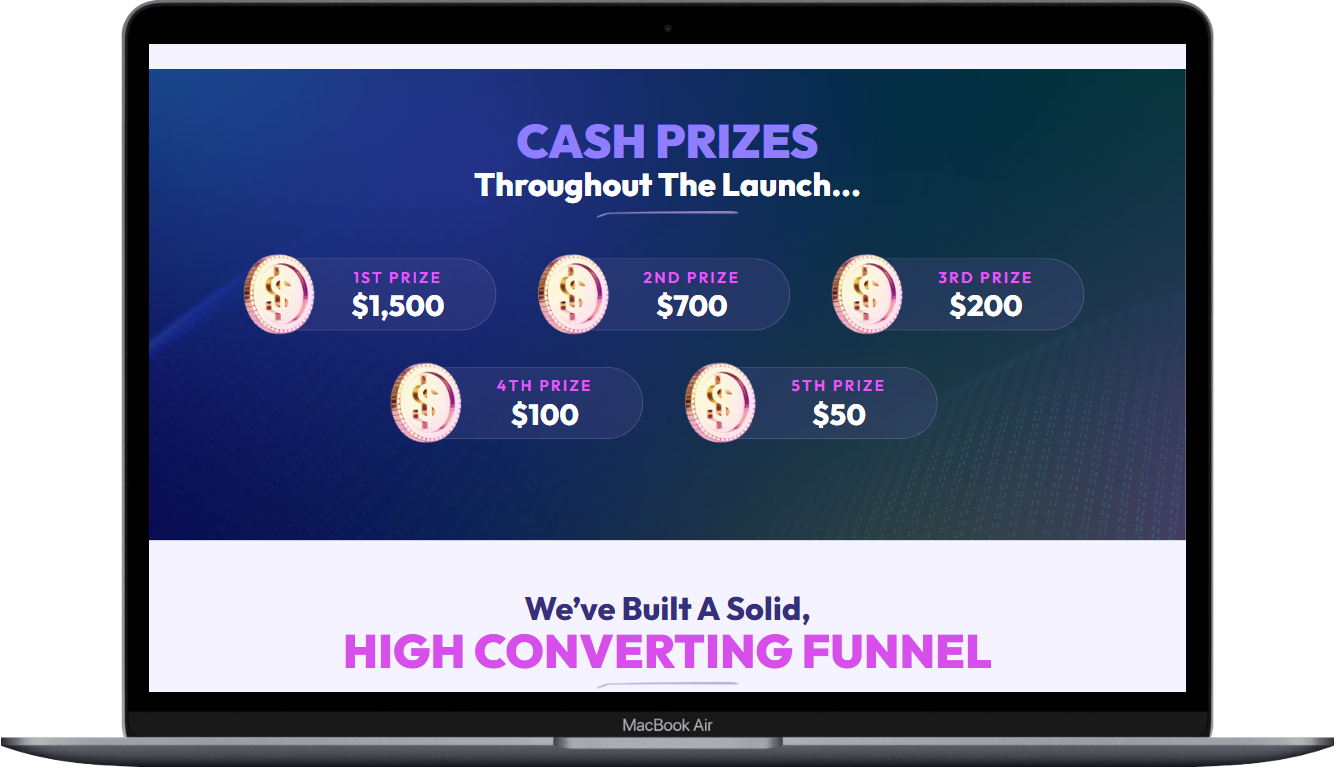 CASH PRIZES
Throughout The Launch...
1ST PRIZE
$1,500
2ND PRIZE
$700
3RD PRIZE
$200
4TH PRIZE
$100
5TH PRIZE
$50
We've Built A Solid,
HIGH CONVERTING FUNNEL
MacBook Air